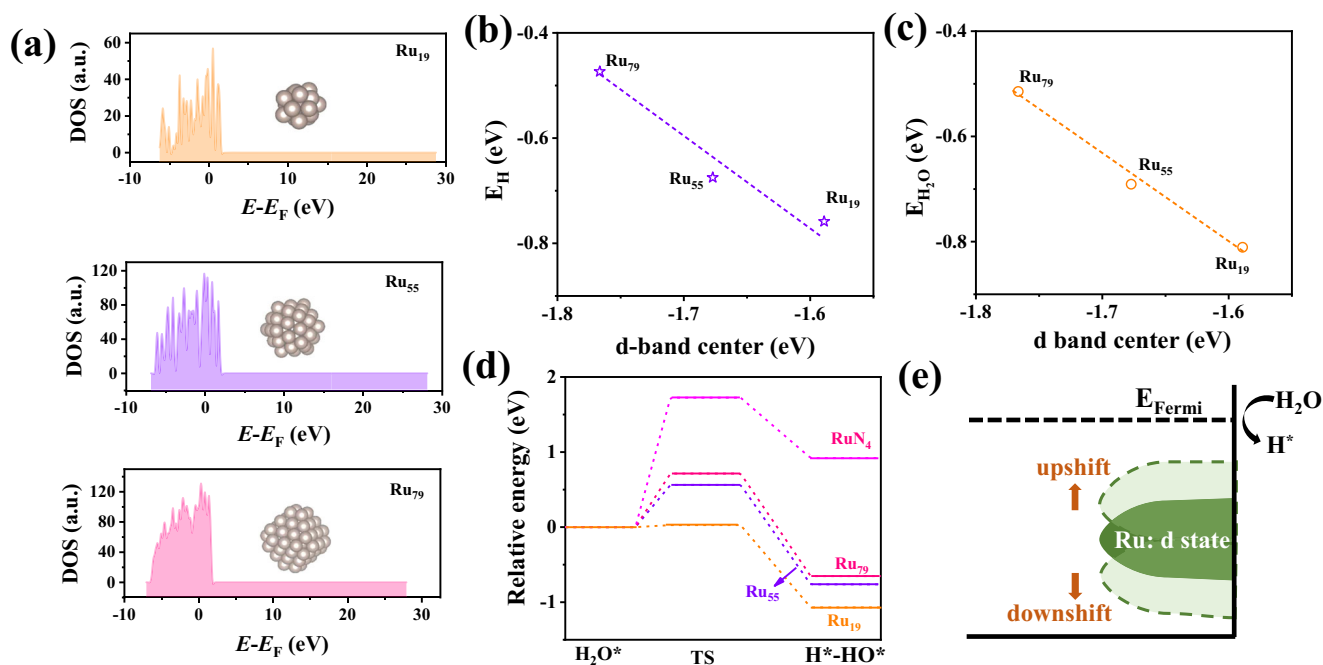 (a)
60
40
20
0
DOS (a.u.)
Ru19
-10 0 10 20 30
E-EF (eV)
120
80
40
0
DOS (a.u.)
Ru55
-10 0 10 20 30
E-EF (eV)
120
80
40
0
DOS (a.u.)
Ru79
-10 0 10 20 30
E-EF (eV)
(b)
-0.4
-0.6
-0.8
EH (eV)
Ru79
Ru55
Ru19
-1.8 -1.7 -1.6
d-band center (eV)
(c)
-0.4
-0.6
-0.8
EH2O (eV)
Ru79
Ru55
Ru19
-1.8 -1.7 -1.6
d band center (eV)
(d)
2
1
0
-1
Relative energy (eV)
RuN4
Ru79
Ru55
Ru19
H2O* TS H*-HO*
(e)
EFermi
H2O
H*
upshift
Ru: d state
downshift